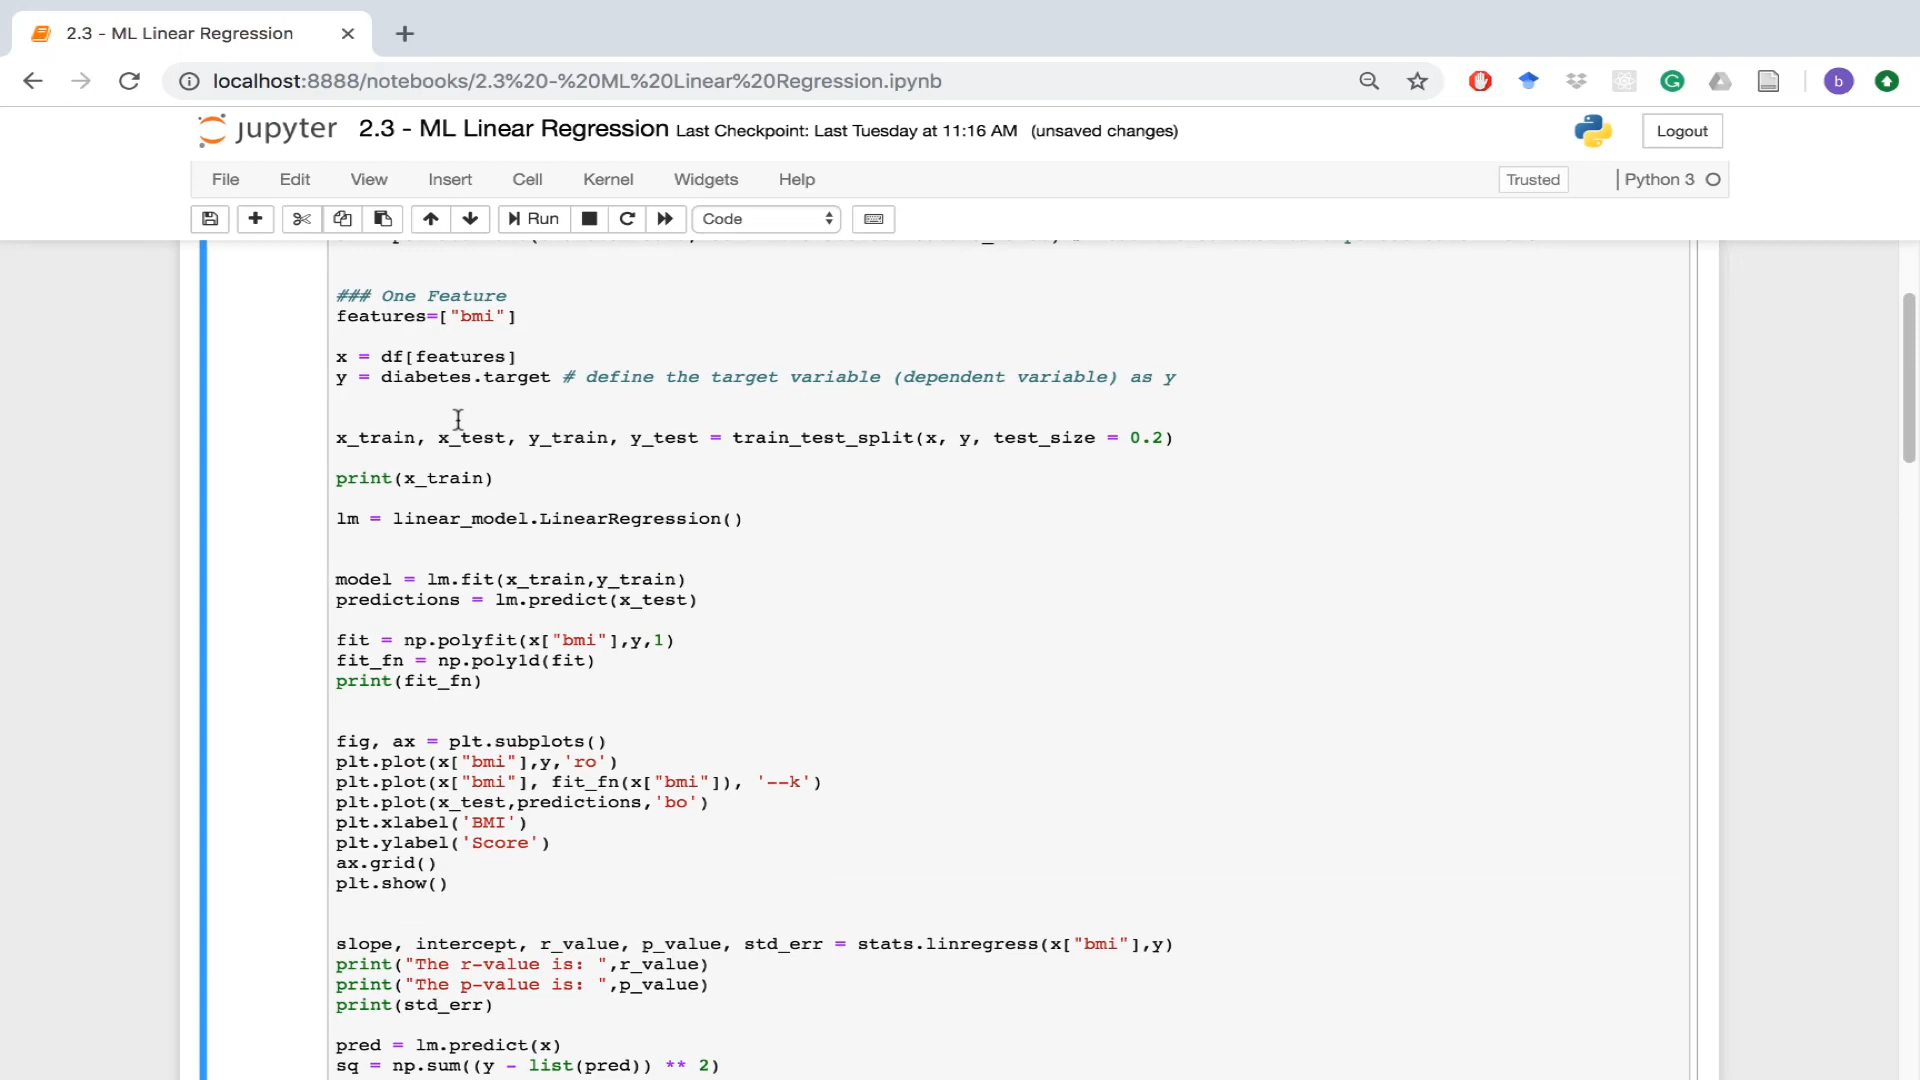 2.3 - ML Linear Regression
localhost:8888/notebooks/2.3%20-%20ML%20Linear%20Regression.ipynb
b
jupyter 2.3 - ML Linear Regression Last Checkpoint: Last Tuesday at 11:16 AM (unsaved changes)
Logout
File Edit View Insert Cell Kernel Widgets Help
Trusted
Python 3
Run
Code
### One Feature
features=["bmi"]
x = df[features]
y = diabetes.target # define the target variable (dependent variable) as y
x_train, x_test, y_train, y_test = train_test_split(x, y, test_size = 0.2)
print(x_train)
lm = linear_model.LinearRegression()
model = lm.fit(x_train,y_train)
predictions = lm.predict(x_test)
fit = np.polyfit(x["bmi"],y,1)
fit_fn = np.poly1d(fit)
print(fit_fn)
fig, ax = plt.subplots()
plt.plot(x["bmi"],y,'ro')
plt.plot(x["bmi"], fit_fn(x["bmi"]), '--k')
plt.plot(x_test,predictions,'bo')
plt.xlabel('BMI')
plt.ylabel('Score')
ax.grid()
plt.show()
slope, intercept, r_value, p_value, std_err = stats.linregress(x["bmi"],y)
print("The r-value is: ",r_value)
print("The p-value is: ",p_value)
print(std_err)
pred = lm.predict(x)
sq = np.sum((y - list(pred)) ** 2)